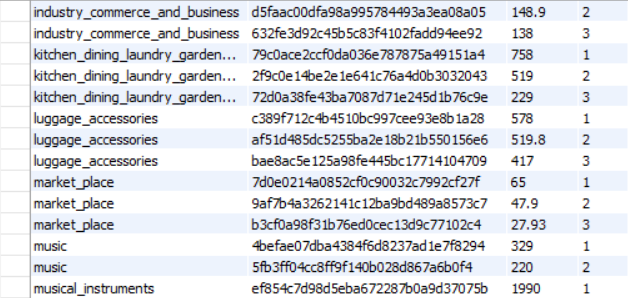 industry_commerce_and_business d5faac00dfa98a995784493a3ea08a05 148.9 2
industry_commerce_and_business 632fe3d92c45b5c83f4102fadd94ee92 138 3
kitchen_dining_laundry_garden... 79c0ace2ccf0da036e787875a49151a4 758 1
kitchen_dining_laundry_garden... 2f9c0e14be2e1e641c76a4d0b3032043 519 2
kitchen_dining_laundry_garden... 72d0a38fe43ba7087d71e245d1b76c9e 229 3
luggage_accessories c389f712c4b4510bc997cee93e8b1a28 578 1
luggage_accessories af51d485dc5255ba2e18b21b550156e6 519.8 2
luggage_accessories bae8ac5e125a98fe445bc17714104709 417 3
market_place 7d0e0214a0852cf0c90032c7992cf27f 65 1
market_place 9af7b4a3262141c12ba9bd489a8573c7 47.9 2
market_place b3cf0a98f31b76ed0cec13d9c77102c4 27.93 3
music 4befae07dba4384f6d8237ad1e7f8294 329 1
music 5fb3ff04cc8ff9f140b028d867a6b0f4 220 2
musical_instruments ef854c7d98d5eba672287b0a9d37075b 1990 1